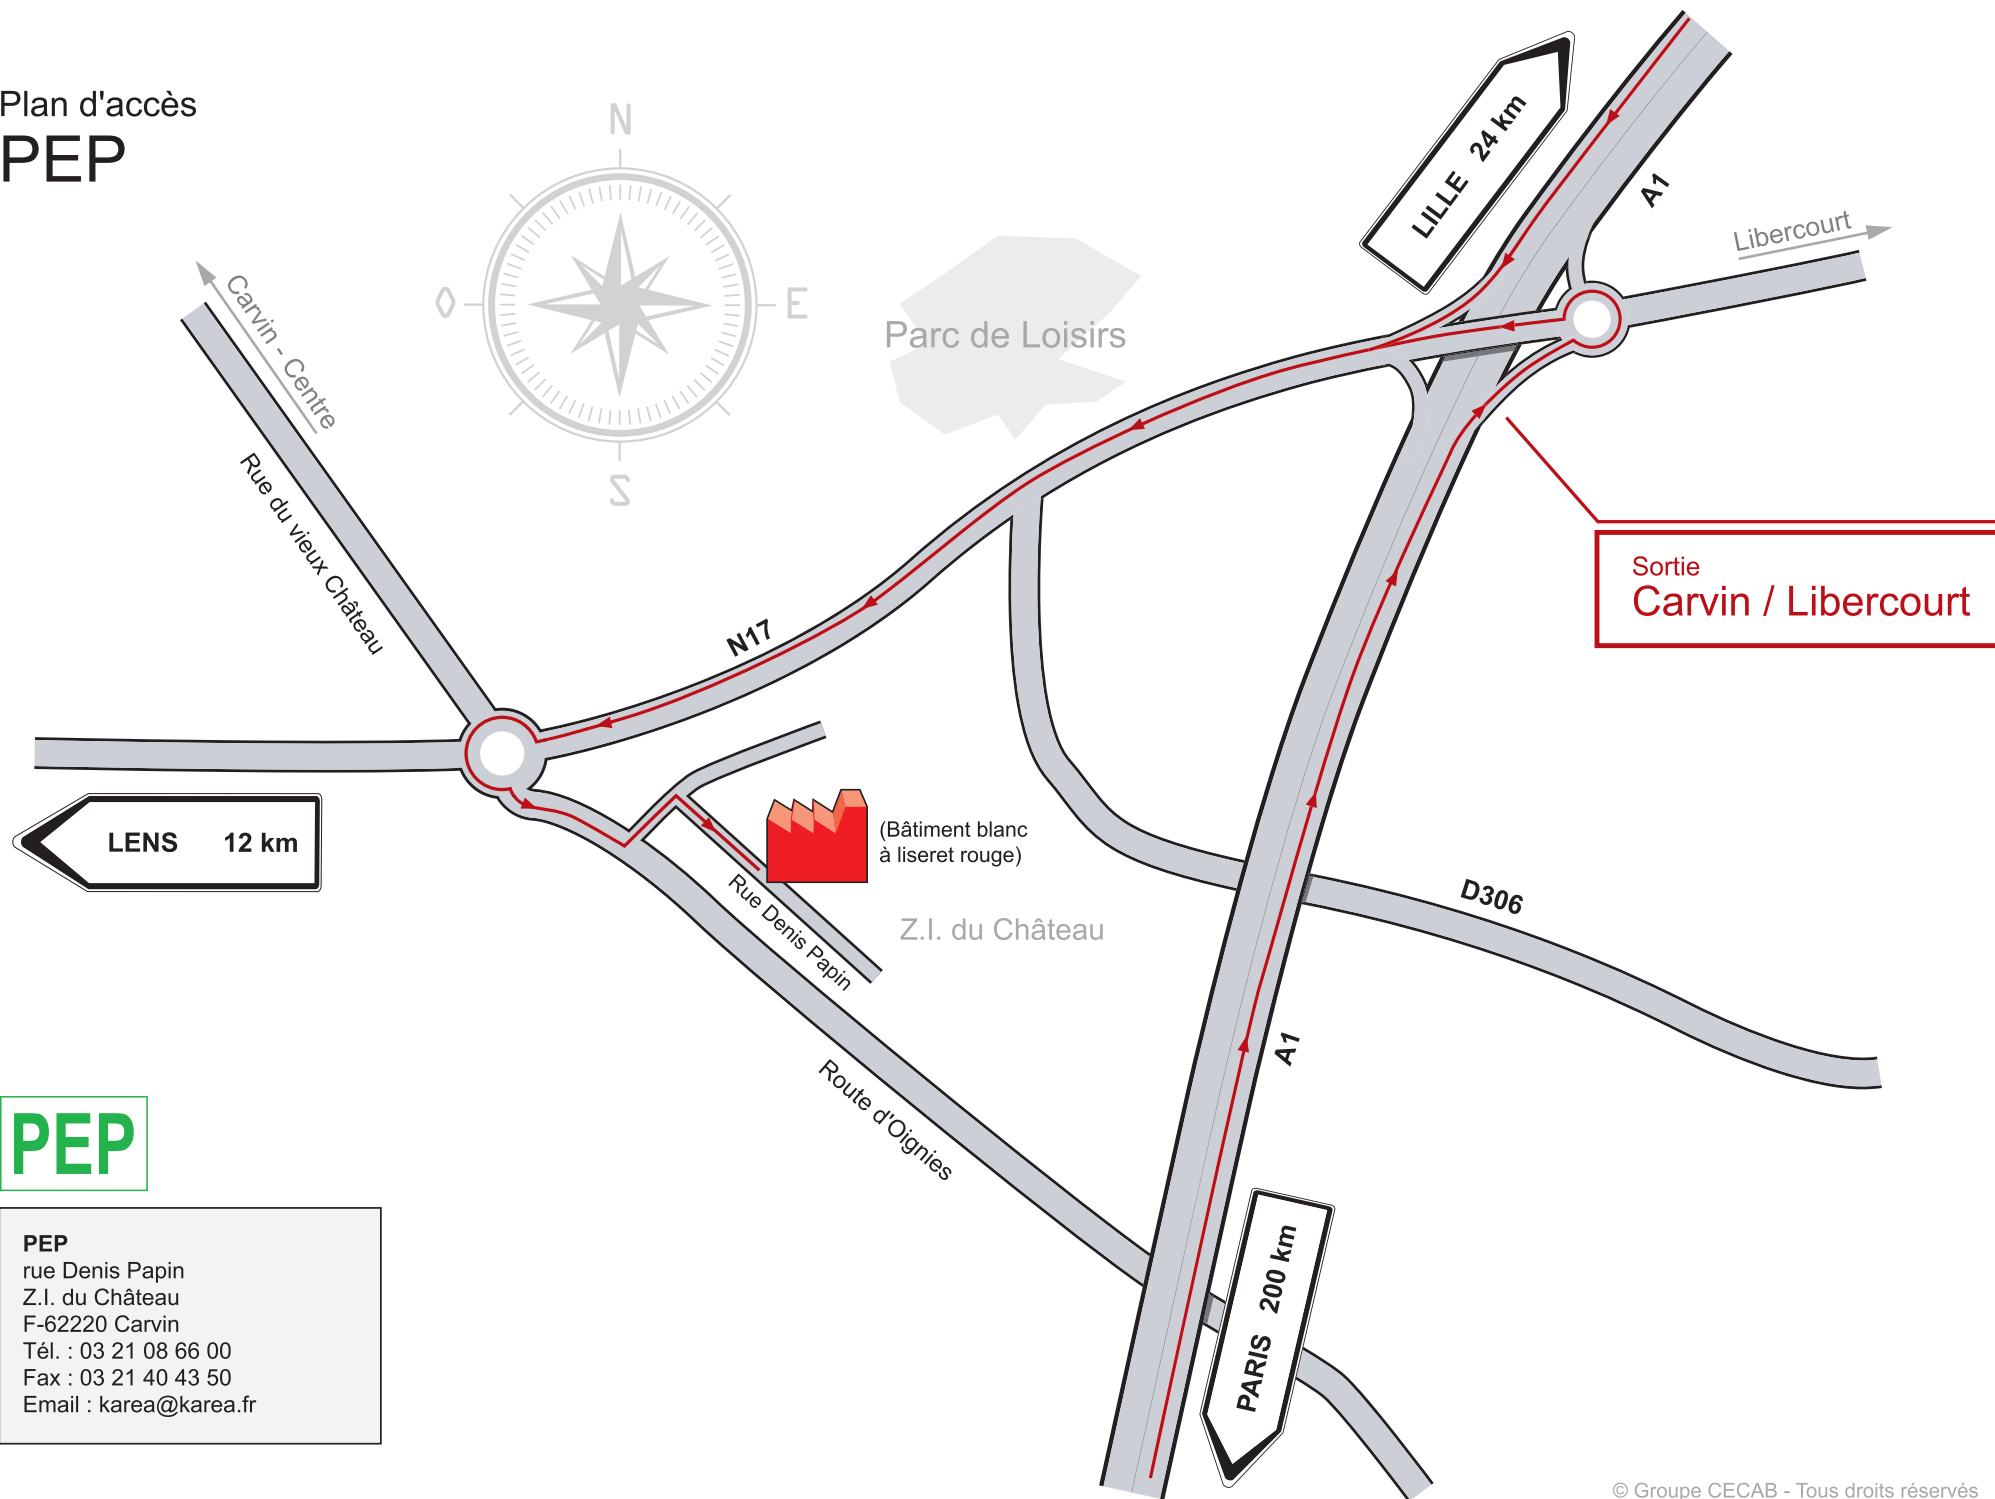 Plan d'accès
PEP
N
O
E
S
LILLE 24 km
A1
Libercourt
Carvin - Centre
Parc de Loisirs
Rue du vieux Château
Sortie
Carvin / Libercourt
N17
LENS 12 km
(Bâtiment blanc
à liseret rouge)
Rue Denis Papin
Z.I. du Château
D306
A1
Route d'Oignies
PEP
PARIS 200 km
PEP
rue Denis Papin
Z.I. du Château
F-62220 Carvin
Tél. : 03 21 08 66 00
Fax : 03 21 40 43 50
Email : karea@karea.fr
© Groupe CECAB - Tous droits réservés